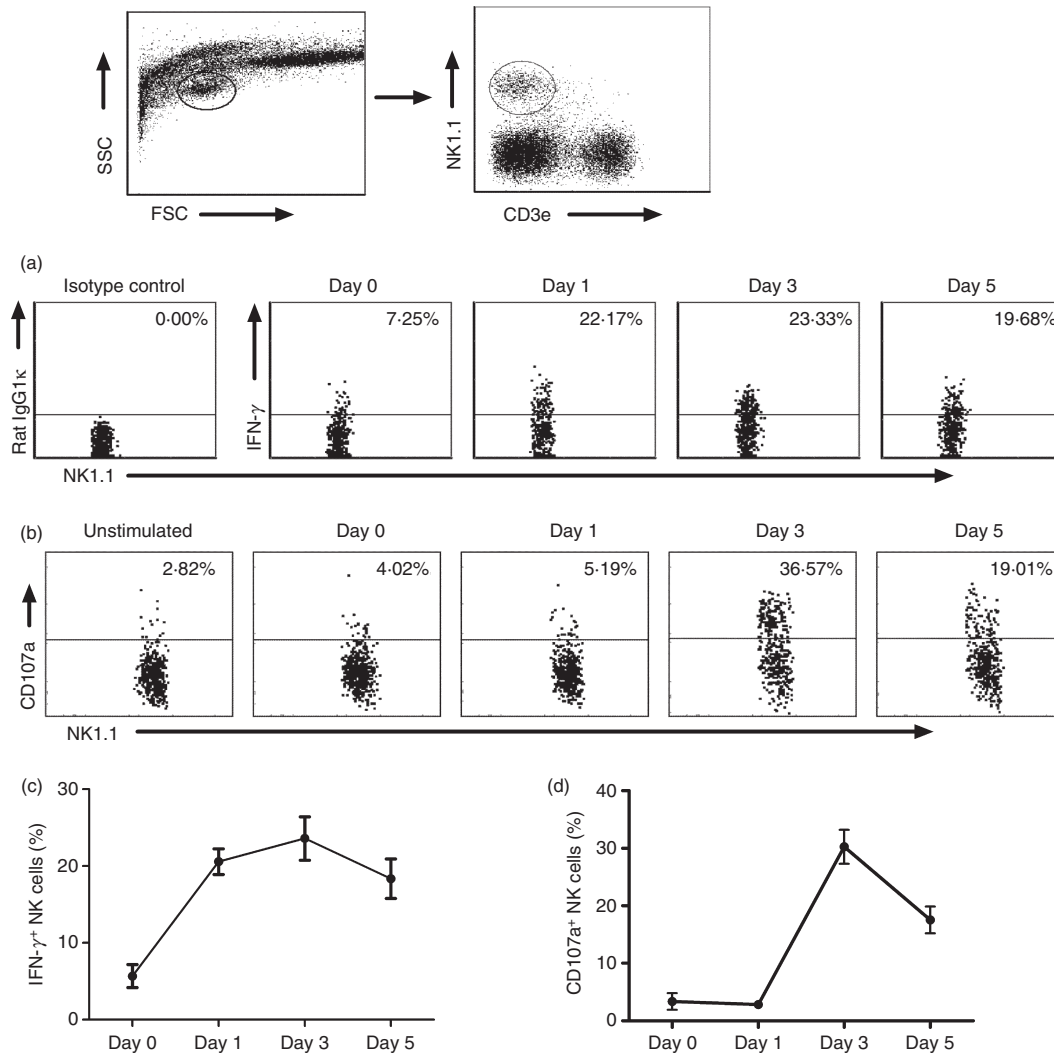 SSC
FSC
NK1.1
CD3e
(a)
Isotype control
Day 0
Day 1
Day 3
Day 5
Rat IgG1κ
0·00%
IFN-γ
7·25%
22·17%
23·33%
19·68%
NK1.1
(b)
Unstimulated
Day 0
Day 1
Day 3
Day 5
CD107a
2·82%
4·02%
5·19%
36·57%
19·01%
NK1.1
(c)
IFN-γ+ NK cells (%)
30
20
10
0
Day 0
Day 1
Day 3
Day 5
(d)
CD107a+ NK cells (%)
40
30
20
10
0
Day 0
Day 1
Day 3
Day 5